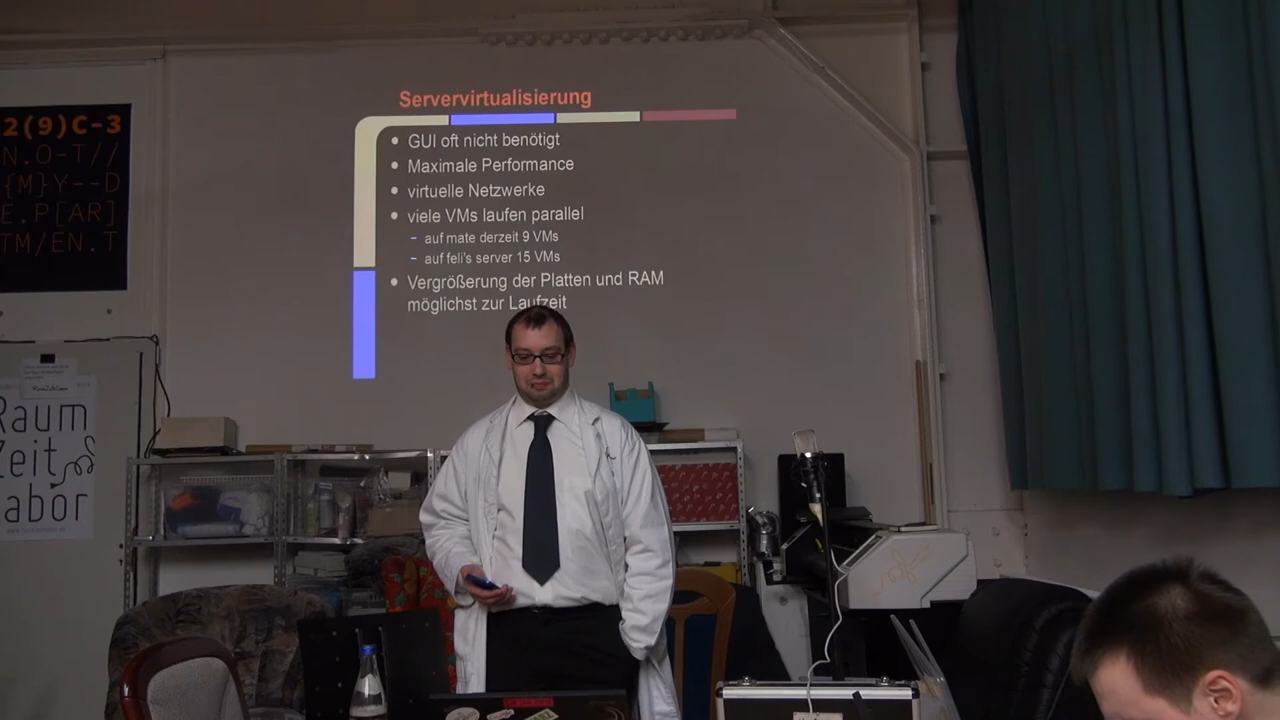 Servervirtualisierung
GUI oft nicht benötigt
Maximale Performance
virtuelle Netzwerke
viele VMs laufen parallel
- auf mate derzeit 9 VMs
- auf feli's server 15 VMs
Vergrößerung der Platten und RAM
möglichst zur Laufzeit
2(9)C-3
N.O-T//
{M}Y--D
E.P[AR]
TM/EN.T
Raum
Zeit
Labor